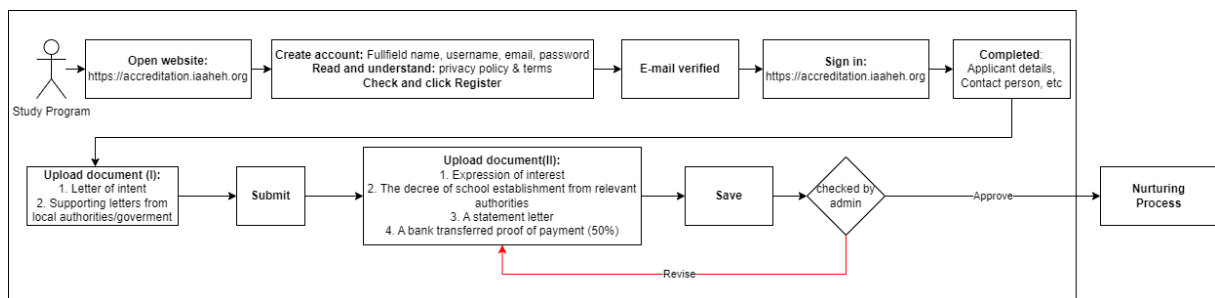 Study Program
Open website:
https://accreditation.iaaheh.org
Create account: Fullfield name, username, email, password
Read and understand: privacy policy & terms
Check and click Register
E-mail verified
Sign in:
https://accreditation.iaaheh.org
Completed:
Applicant details,
Contact person, etc
Upload document (I):
1. Letter of intent
2. Supporting letters from
local authorities/goverment
Submit
Upload document(II):
1. Expression of interest
2. The decree of school establishment from relevant
authorities
3. A statement letter
4. A bank transferred proof of payment (50%)
Save
checked by
admin
Approve
Revise
Nurturing
Process